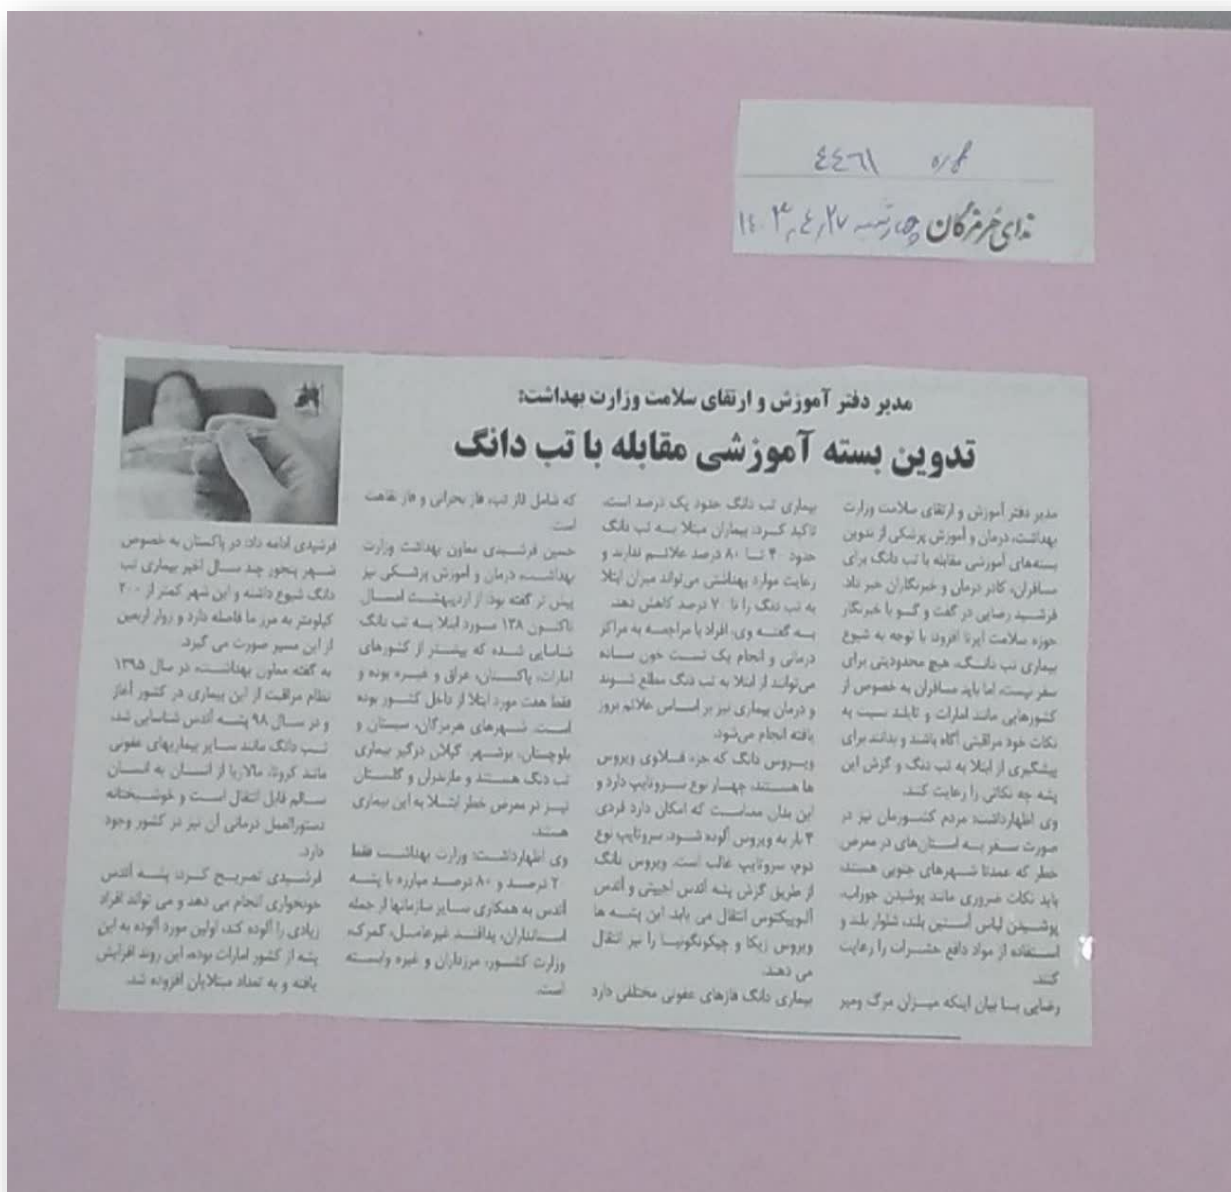 شماره ٤٤٦١
ندای هرمزگان چهارشنبه ١٤٠٣,٤,٢٧
مدیر دفتر آموزش و ارتقای سلامت وزارت بهداشت:
تدوین بسته آموزشی مقابله با تب دانگ
مدیر دفتر آموزش و ارتقای سلامت وزارت
بهداشت، درمان و آموزش پزشکی از تدوین
بسته‌های آموزشی مقابله با تب دانگ برای
مسافران، کادر درمان و خبرنگاران خبر داد.
فرشید رضایی در گفت و گو با خبرنگار
حوزه سلامت ایرنا افزود: با توجه به شیوع
بیماری تب دانگ، هیچ محدودیتی برای
سفر نیست، اما باید مسافران به خصوص از
کشورهایی مانند امارات و تایلند نسبت به
نکات خود مراقبتی آگاه باشند و بدانند برای
پیشگیری از ابتلا به تب دنگ و گزش این
پشه چه نکاتی را رعایت کنند.
وی اظهارداشت: مردم کشورمان نیز در
صورت سفر به استان‌های در معرض
خطر که عمدتا شهرهای جنوبی هستند،
باید نکات ضروری مانند پوشیدن جوراب،
پوشیدن لباس آستین بلند، شلوار بلند و
استفاده از مواد دافع حشرات را رعایت
کنند.
رضایی با بیان اینکه میزان مرگ ومیر
بیماری تب دانگ حدود یک درصد است،
تاکید کرد: بیماران مبتلا به تب دانگ
حدود ۴۰ تا ۸۰ درصد علائم ندارند و
رعایت موارد بهداشتی می‌تواند میزان ابتلا
به تب دنگ را تا ۷۰ درصد کاهش دهد.
به گفته وی، افراد با مراجعه به مراکز
درمانی و انجام یک تست خون ساده
می‌توانند از ابتلا به تب دنگ مطلع شوند
و درمان بیماری نیز بر اساس علائم بروز
یافته انجام می‌شود.
ویروس دانگ که جزء فلاوی ویروس
ها هستند، چهار نوع سروتایپ دارد و
این بدان معناست که امکان دارد فردی
۴ بار به ویروس آلوده شود. سروتایپ نوع
دوم، سروتایپ غالب است. ویروس دانگ
از طریق گزش پشه آئدس اجیپتی و آئدس
آلبوپیکتوس انتقال می یابد این پشه ها
ویروس زیکا و چیکونگونیا را نیز انتقال
می دهند.
بیماری دانگ فازهای عفونی مختلفی دارد
که شامل فاز تب، فاز بحرانی و فاز نقاهت
است.
حسین فرشیدی معاون بهداشت وزارت
بهداشت، درمان و آموزش پزشکی نیز
پیش تر گفته بود: از اردیبهشت امسال
تاکنون ۱۳۸ مورد ابتلا به تب دانگ
شناسایی شده که بیشتر از کشورهای
امارات، پاکستان، عراق و غیره بوده و
فقط هفت مورد ابتلا از داخل کشور بوده
است. شهرهای هرمزگان، سیستان و
بلوچستان، بوشهر، گیلان درگیر بیماری
تب دنگ هستند و مازندران و گلستان
نیز در معرض خطر ابتلا به این بیماری
هستند.
وی اظهارداشت: وزارت بهداشت فقط
۲۰ درصد و ۸۰ درصد مبارزه با پشه
آئدس به همکاری سایر سازمانها از جمله
استانداران، پدافند غیرعامل، گمرک،
وزارت کشور، مرزداران و غیره وابسته
است.
فرشیدی ادامه داد: در پاکستان به خصوص
شهر پنجور چند سال اخیر بیماری تب
دانگ شیوع داشته و این شهر کمتر از ۲۰۰
کیلومتر به مرز ما فاصله دارد و زوار اربعین
از این مسیر صورت می گیرد.
به گفته معاون بهداشت، در سال ۱۳۹۵
نظام مراقبت از این بیماری در کشور آغاز
و در سال ۹۸ پشه آئدس شناسایی شد،
تب دانگ مانند سایر بیماریهای عفونی
مانند کرونا، مالاریا از انسان به انسان
سالم قابل انتقال است و خوشبختانه
دستورالعمل درمانی آن نیز در کشور وجود
دارد.
فرشیدی تصریح کرد: پشه آئدس
خونخواری انجام می دهد و می تواند افراد
زیادی را آلوده کند، اولین مورد آلوده به این
پشه از کشور امارات بوده، این روند افزایش
یافته و به تعداد مبتلایان افزوده شد.